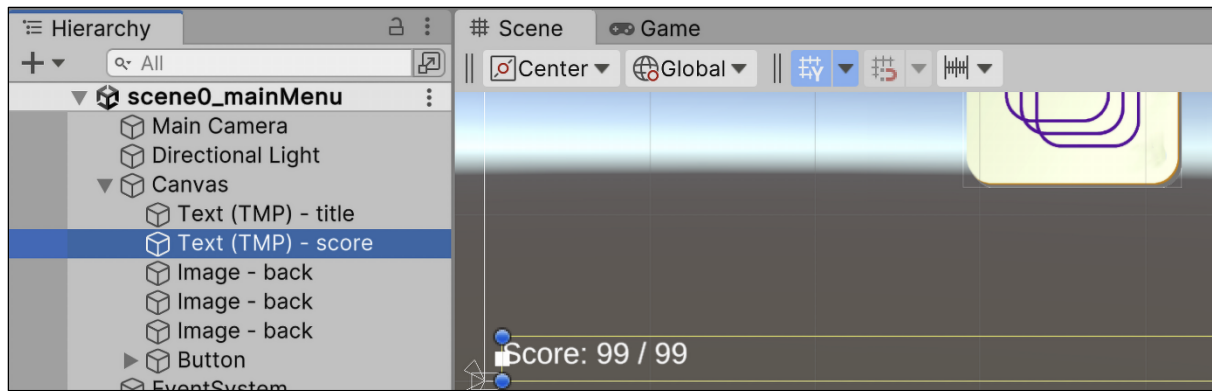 Hierarchy
All
scene0_mainMenu
Main Camera
Directional Light
Canvas
Text (TMP) - title
Text (TMP) - score
Image - back
Image - back
Image - back
Button
EventSystem
Scene Game
Center Global
Score: 99 / 99